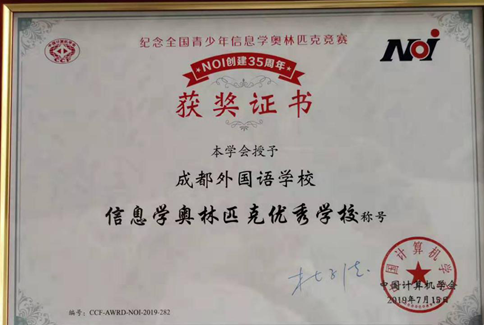 纪念全国青少年信息学奥林匹克竞赛
NOI
NOI创建35周年
获奖证书
本学会授予
成都外国语学校
信息学奥林匹克优秀学校称号
中国计算机学会
2019年7月15日
编号：CCF-AWRD-NOI-2019-282